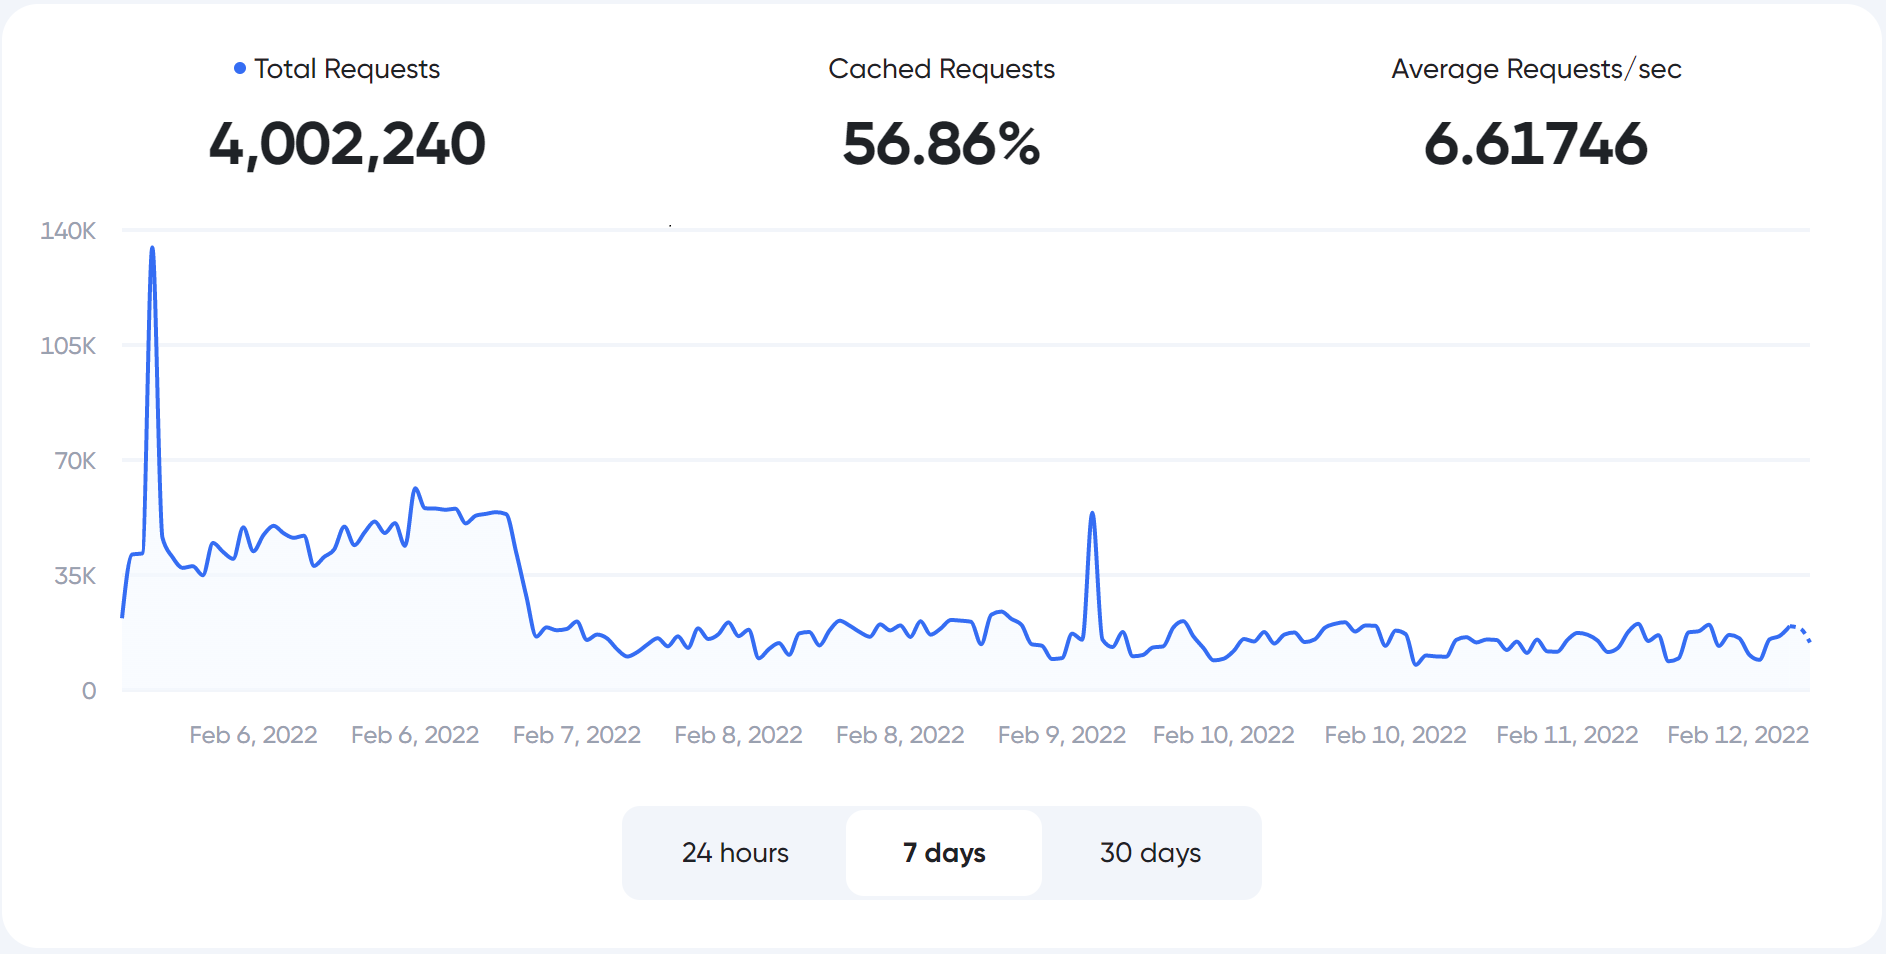 Total Requests
Cached Requests
Average Requests/sec
4,002,240
56.86%
6.61746
140K
105K
70K
35K
0
Feb 6, 2022
Feb 6, 2022
Feb 7, 2022
Feb 8, 2022
Feb 8, 2022
Feb 9, 2022
Feb 10, 2022
Feb 10, 2022
Feb 11, 2022
Feb 12, 2022
24 hours
7 days
30 days